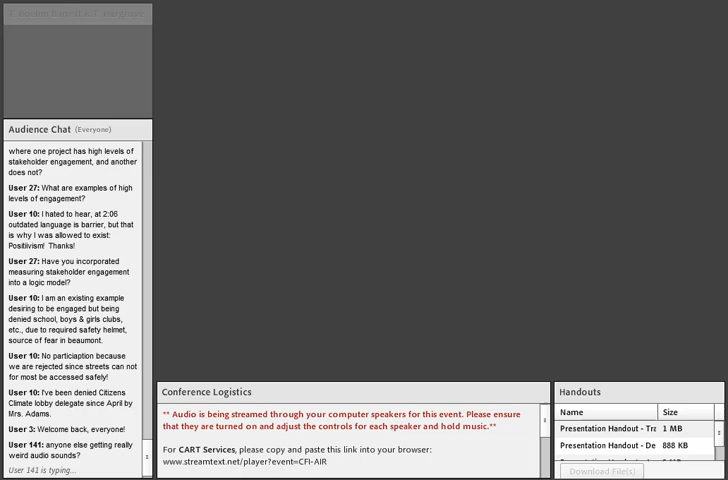 Audience Chat (Everyone)
where one project has high levels of
stakeholder engagement, and another
does not?
User 27: What are examples of high
levels of engagement?
User 10: I hated to hear, at 2:06
outdated language is barrier, but that
is why I was allowed to exist:
Positiivism! Thanks!
User 27: Have you incorporated
measuring stakeholder engagement
into a logic model?
User 10: I am an existing example
desiring to be engaged but being
denied school, boys & girls clubs,
etc., due to required safety helmet,
source of fear in beaumont.
User 10: No particiaption because
we are rejected since streets can not
for most be accessed safely!
User 10: I've been denied Citizens
Climate lobby delegate since April by
Mrs. Adams.
User 3: Welcome back, everyone!
User 141: anyone else getting really
weird audio sounds?
User 141 is typing...
Conference Logistics
** Audio is being streamed through your computer speakers for this event. Please ensure
that they are turned on and adjust the controls for each speaker and hold music.**
For CART Services, please copy and paste this link into your browser:
www.streamtext.net/player?event=CFI-AIR
Handouts
Name Size
Presentation Handout - Tra 1 MB
Presentation Handout - De 888 KB
Download File(s)